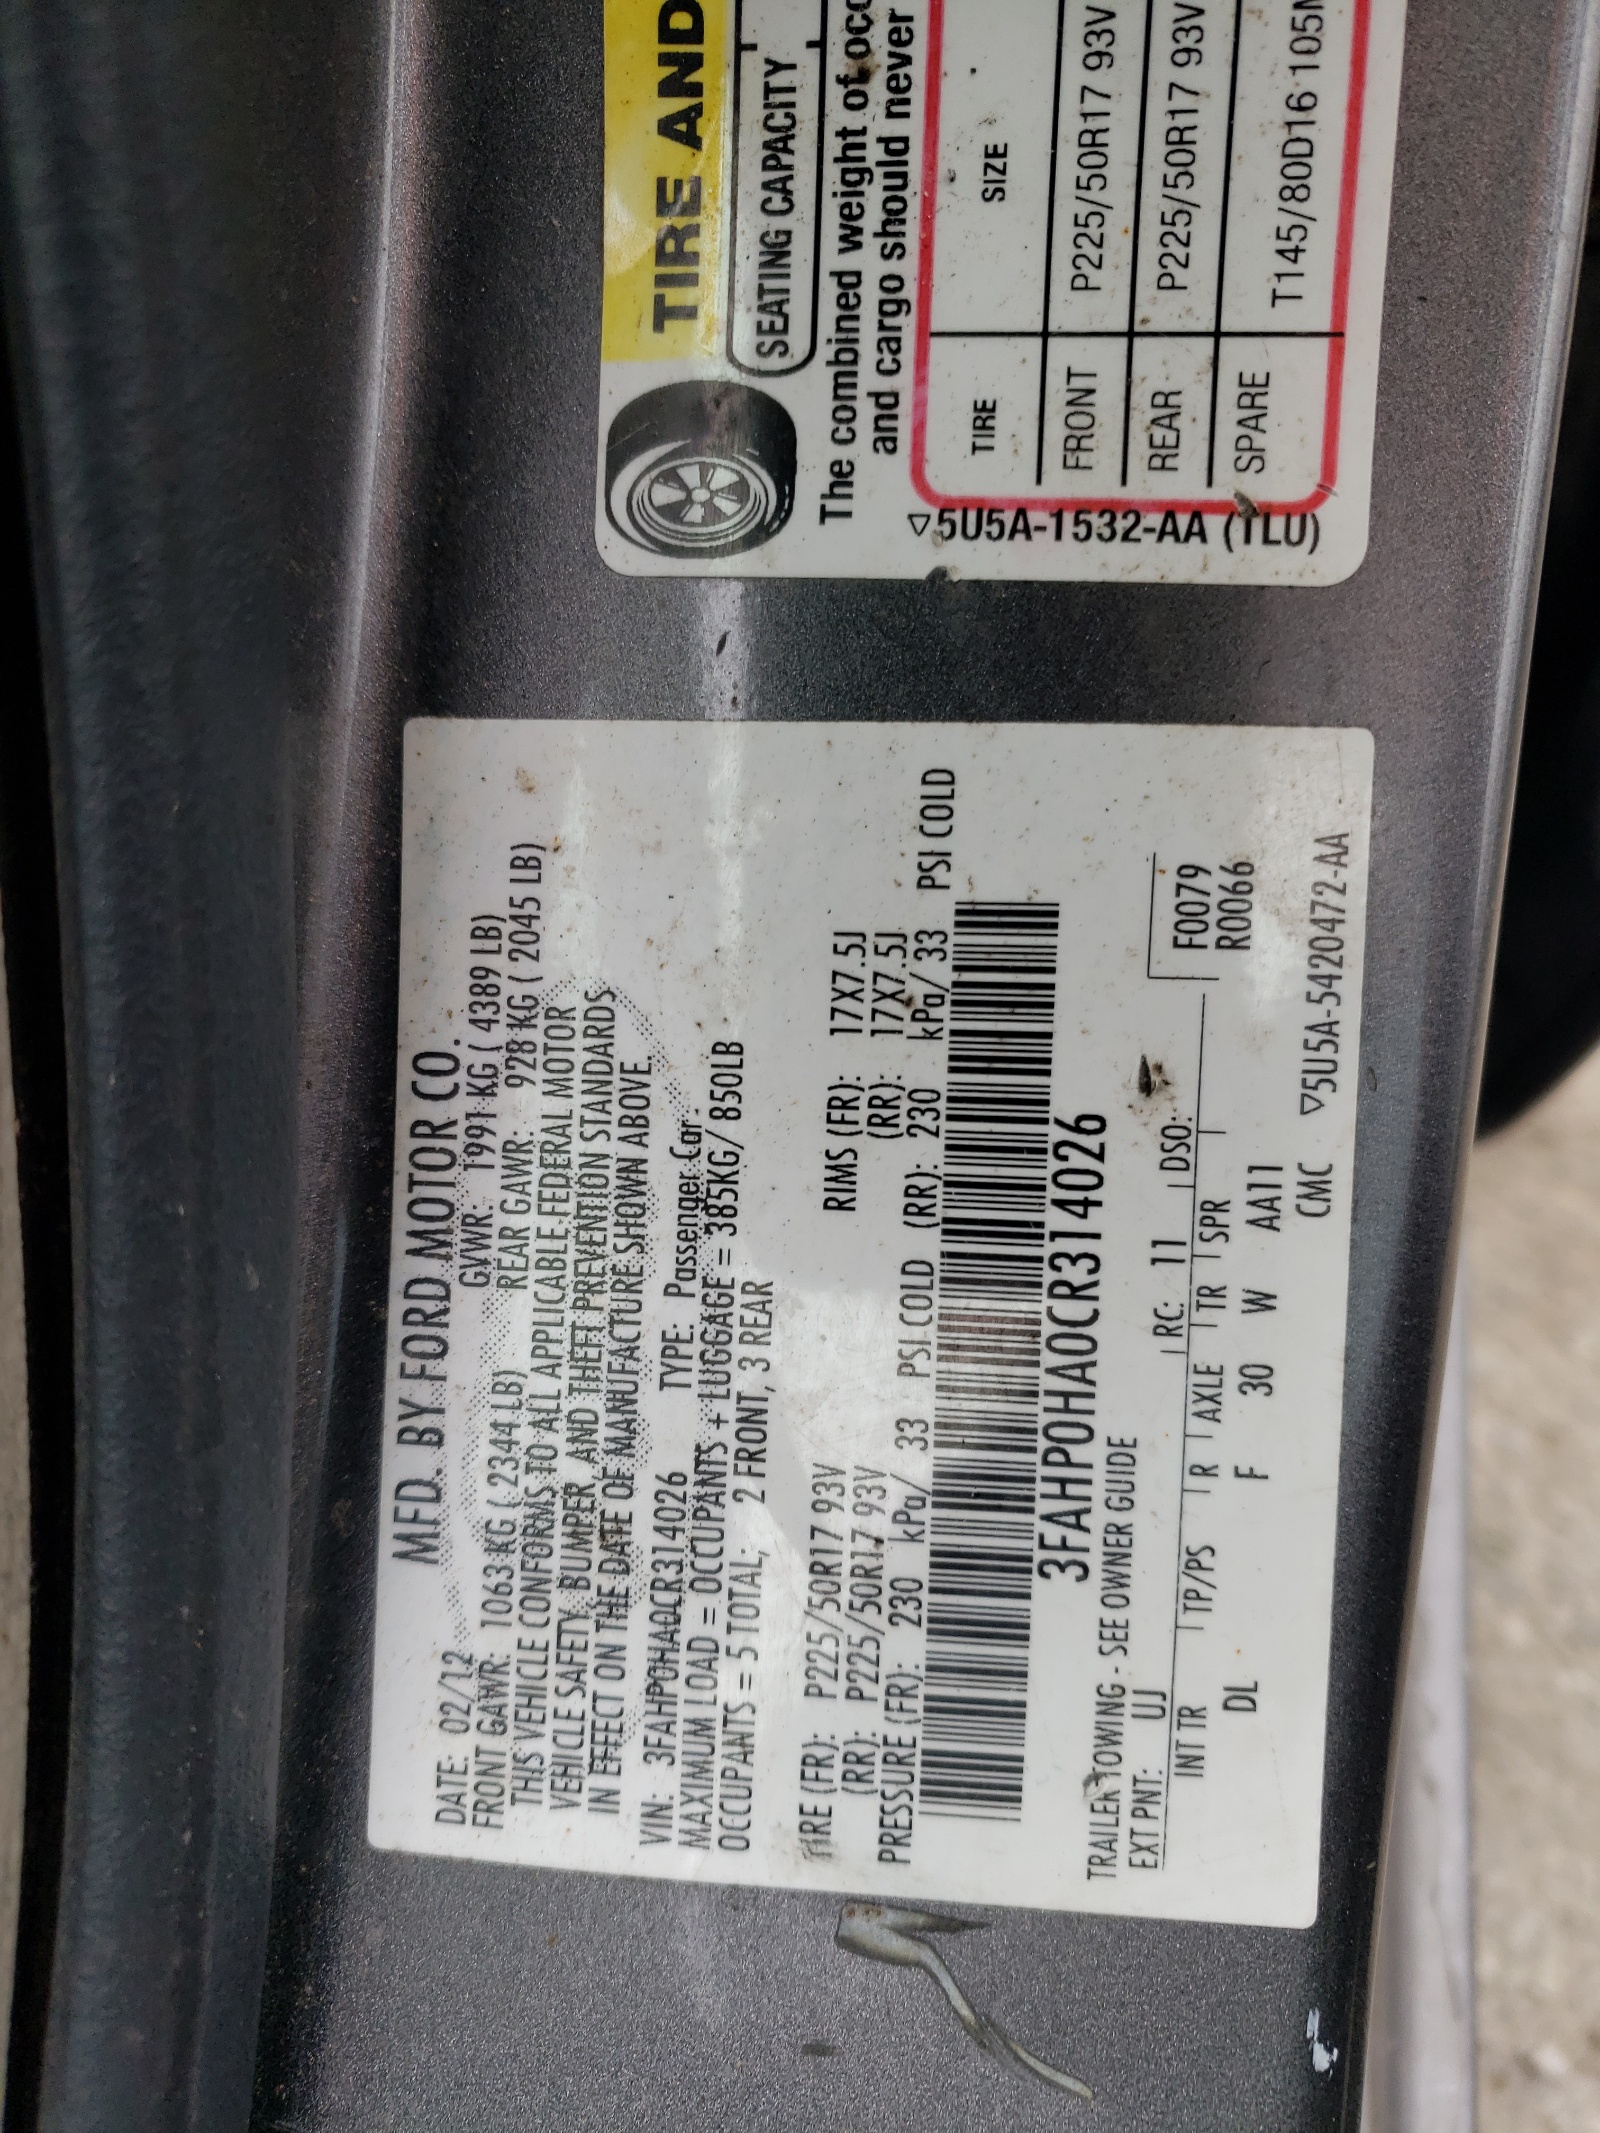 MFD. BY FORD MOTOR CO.
DATE: 02/12 GVWR: 1991 KG ( 4389 LB)
FRONT GAWR: 1063 KG ( 2344 LB) REAR GAWR: 928 KG ( 2045 LB)
THIS VEHICLE CONFORMS TO ALL APPLICABLE FEDERAL MOTOR
VEHICLE SAFETY, BUMPER, AND THEFT PREVENTION STANDARDS
IN EFFECT ON THE DATE OF MANUFACTURE SHOWN ABOVE.
VIN: 3FAHP0HA0CR314026 TYPE: Passenger Car
MAXIMUM LOAD = OCCUPANTS + LUGGAGE = 385KG/ 850LB
OCCUPANTS = 5 TOTAL, 2 FRONT, 3 REAR
TIRE (FR): P225/50R17 93V RIMS (FR): 17X7.5J
(RR): P225/50R17 93V (RR): 17X7.5J
PRESSURE (FR): 230 kPa/ 33 PSI COLD (RR): 230 kPa/ 33 PSI COLD
3FAHP0HA0CR314026
TRAILER TOWING - SEE OWNER GUIDE
EXT PNT: UJ RC: 11 DSO:
INT TR TP/PS R AXLE TR SPR
DL F 30 W AA11
F0079
R0066
CMC ▽5U5A-5420472-AA
TIRE AND
SEATING CAPACITY
The combined weight of occ
and cargo should never
TIRE SIZE
FRONT P225/50R17 93V
REAR P225/50R17 93V
SPARE T145/80D16 105M
▽5U5A-1532-AA (TLU)